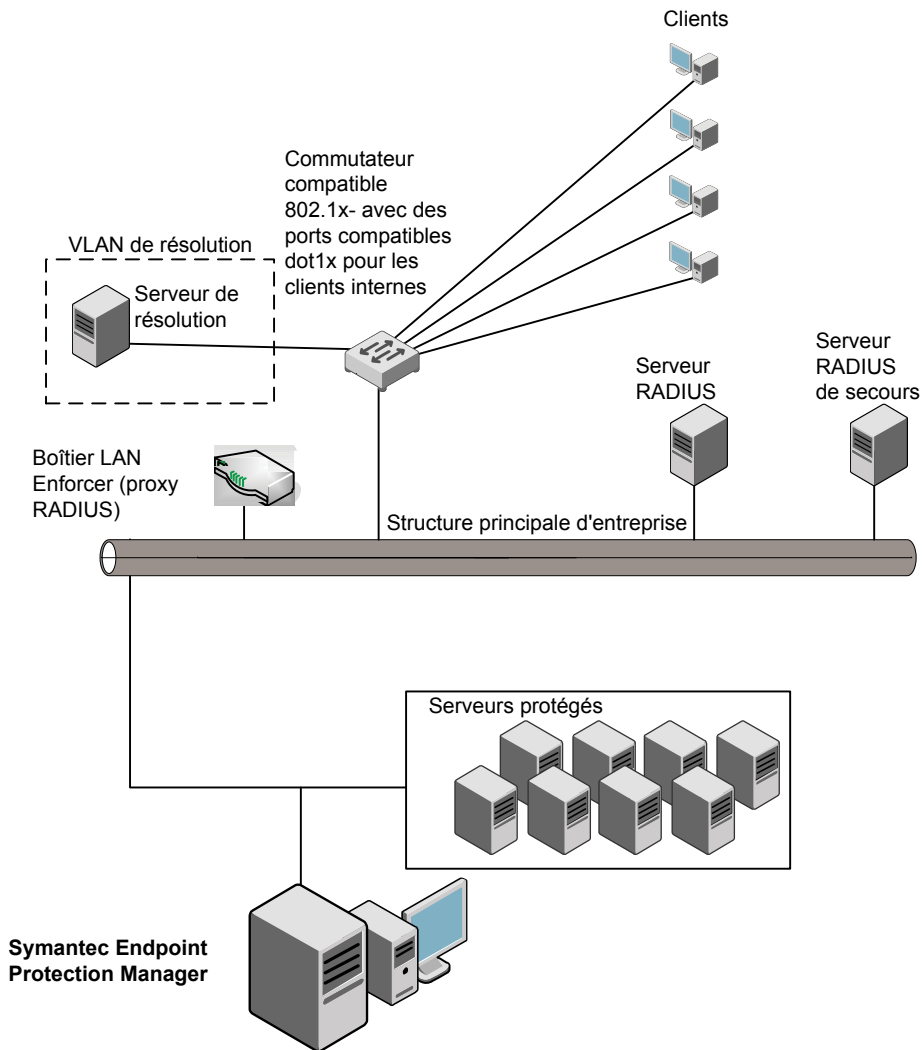 Clients
Commutateur
compatible
802.1x- avec des
ports compatibles
dot1x pour les
clients internes
VLAN de résolution
Serveur de
résolution
Serveur
RADIUS
Serveur
RADIUS
de secours
Boîtier LAN
Enforcer (proxy
RADIUS)
Structure principale d'entreprise
Serveurs protégés
Symantec Endpoint
Protection Manager